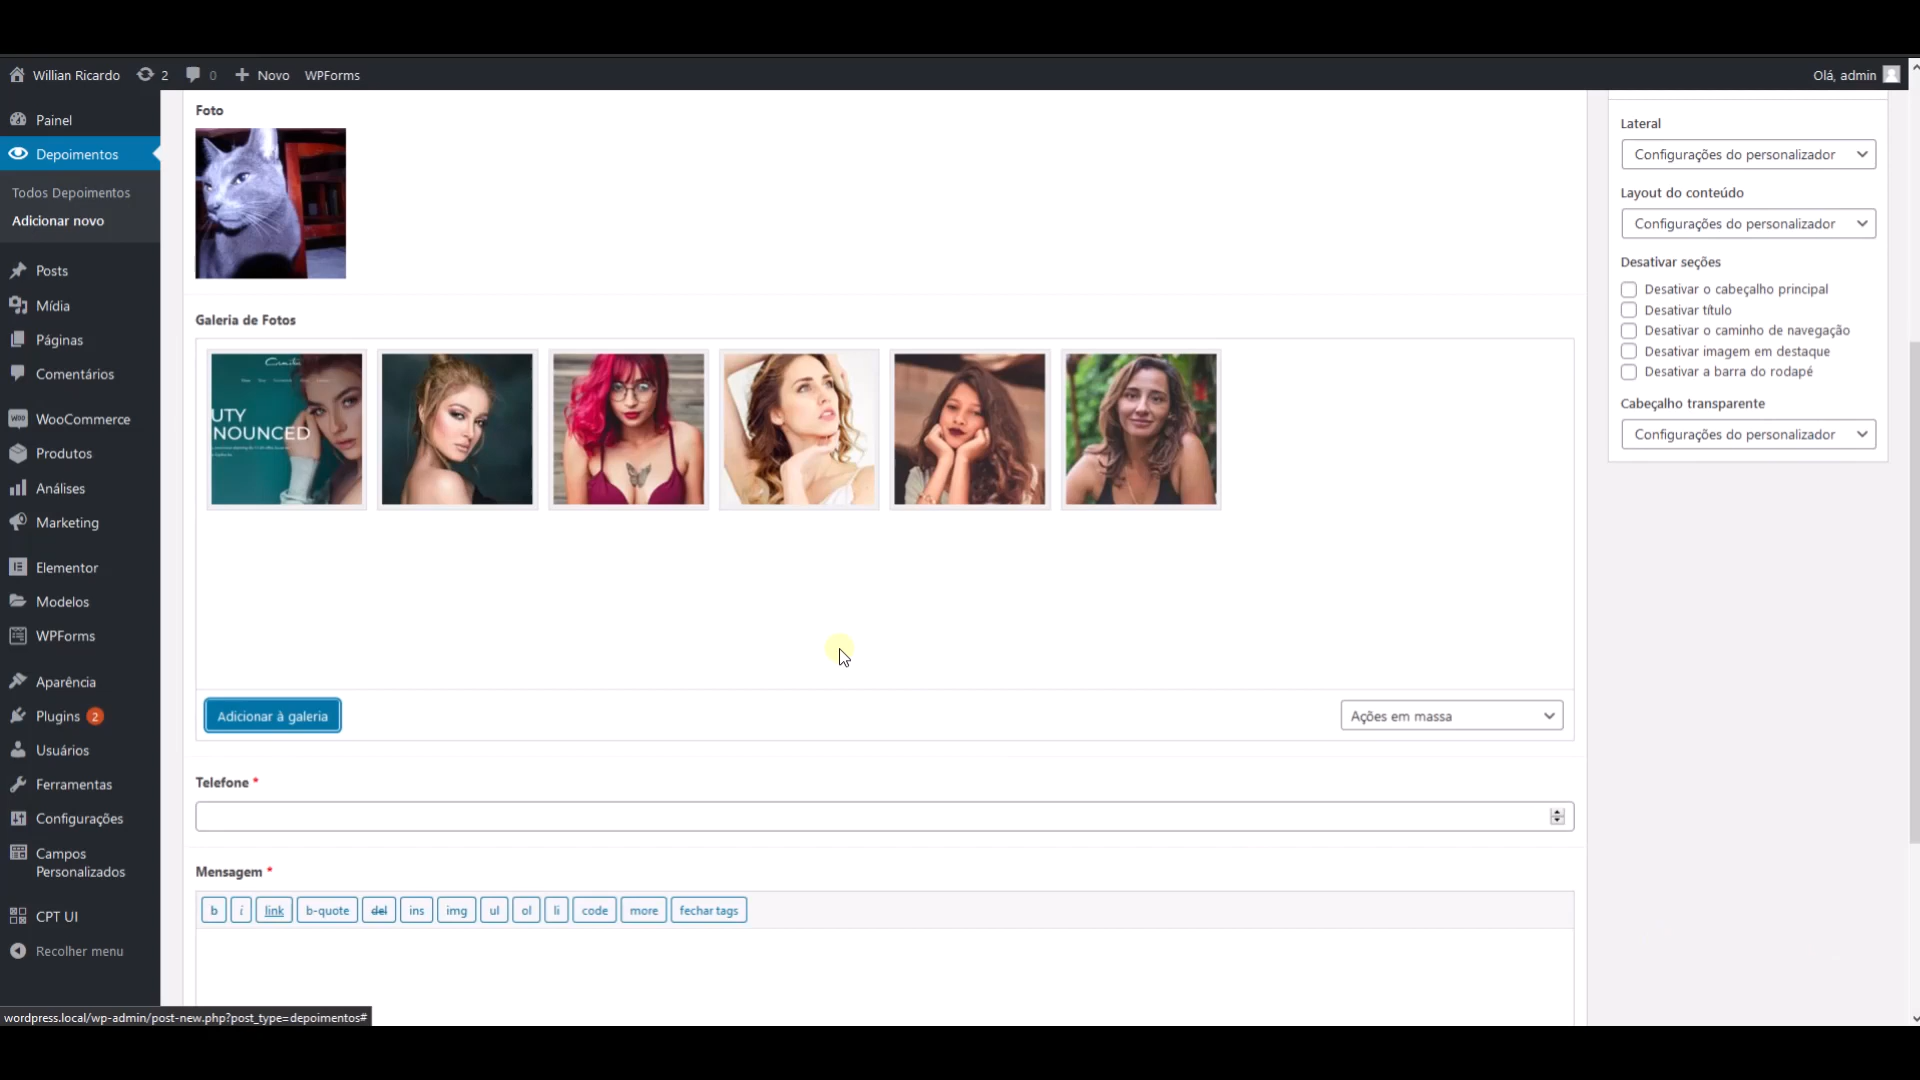 Willian Ricardo
2
0
Novo
WPForms
Olá, admin
Painel
Depoimentos
Todos Depoimentos
Adicionar novo
Posts
Mídia
Páginas
Comentários
WooCommerce
Produtos
Análises
Marketing
Elementor
Modelos
WPForms
Aparência
Plugins 2
Usuários
Ferramentas
Configurações
Campos
Personalizados
CPT UI
Recolher menu
Foto
Galeria de Fotos
UTY
NOUNCED
Adicionar à galeria
Ações em massa
Telefone *
Mensagem *
b
i
link
b-quote
del
ins
img
ul
ol
li
code
more
fechar tags
Lateral
Configurações do personalizador
Layout do conteúdo
Configurações do personalizador
Desativar seções
Desativar o cabeçalho principal
Desativar título
Desativar o caminho de navegação
Desativar imagem em destaque
Desativar a barra do rodapé
Cabeçalho transparente
Configurações do personalizador
wordpress.local/wp-admin/post-new.php?post_type=depoimentos#